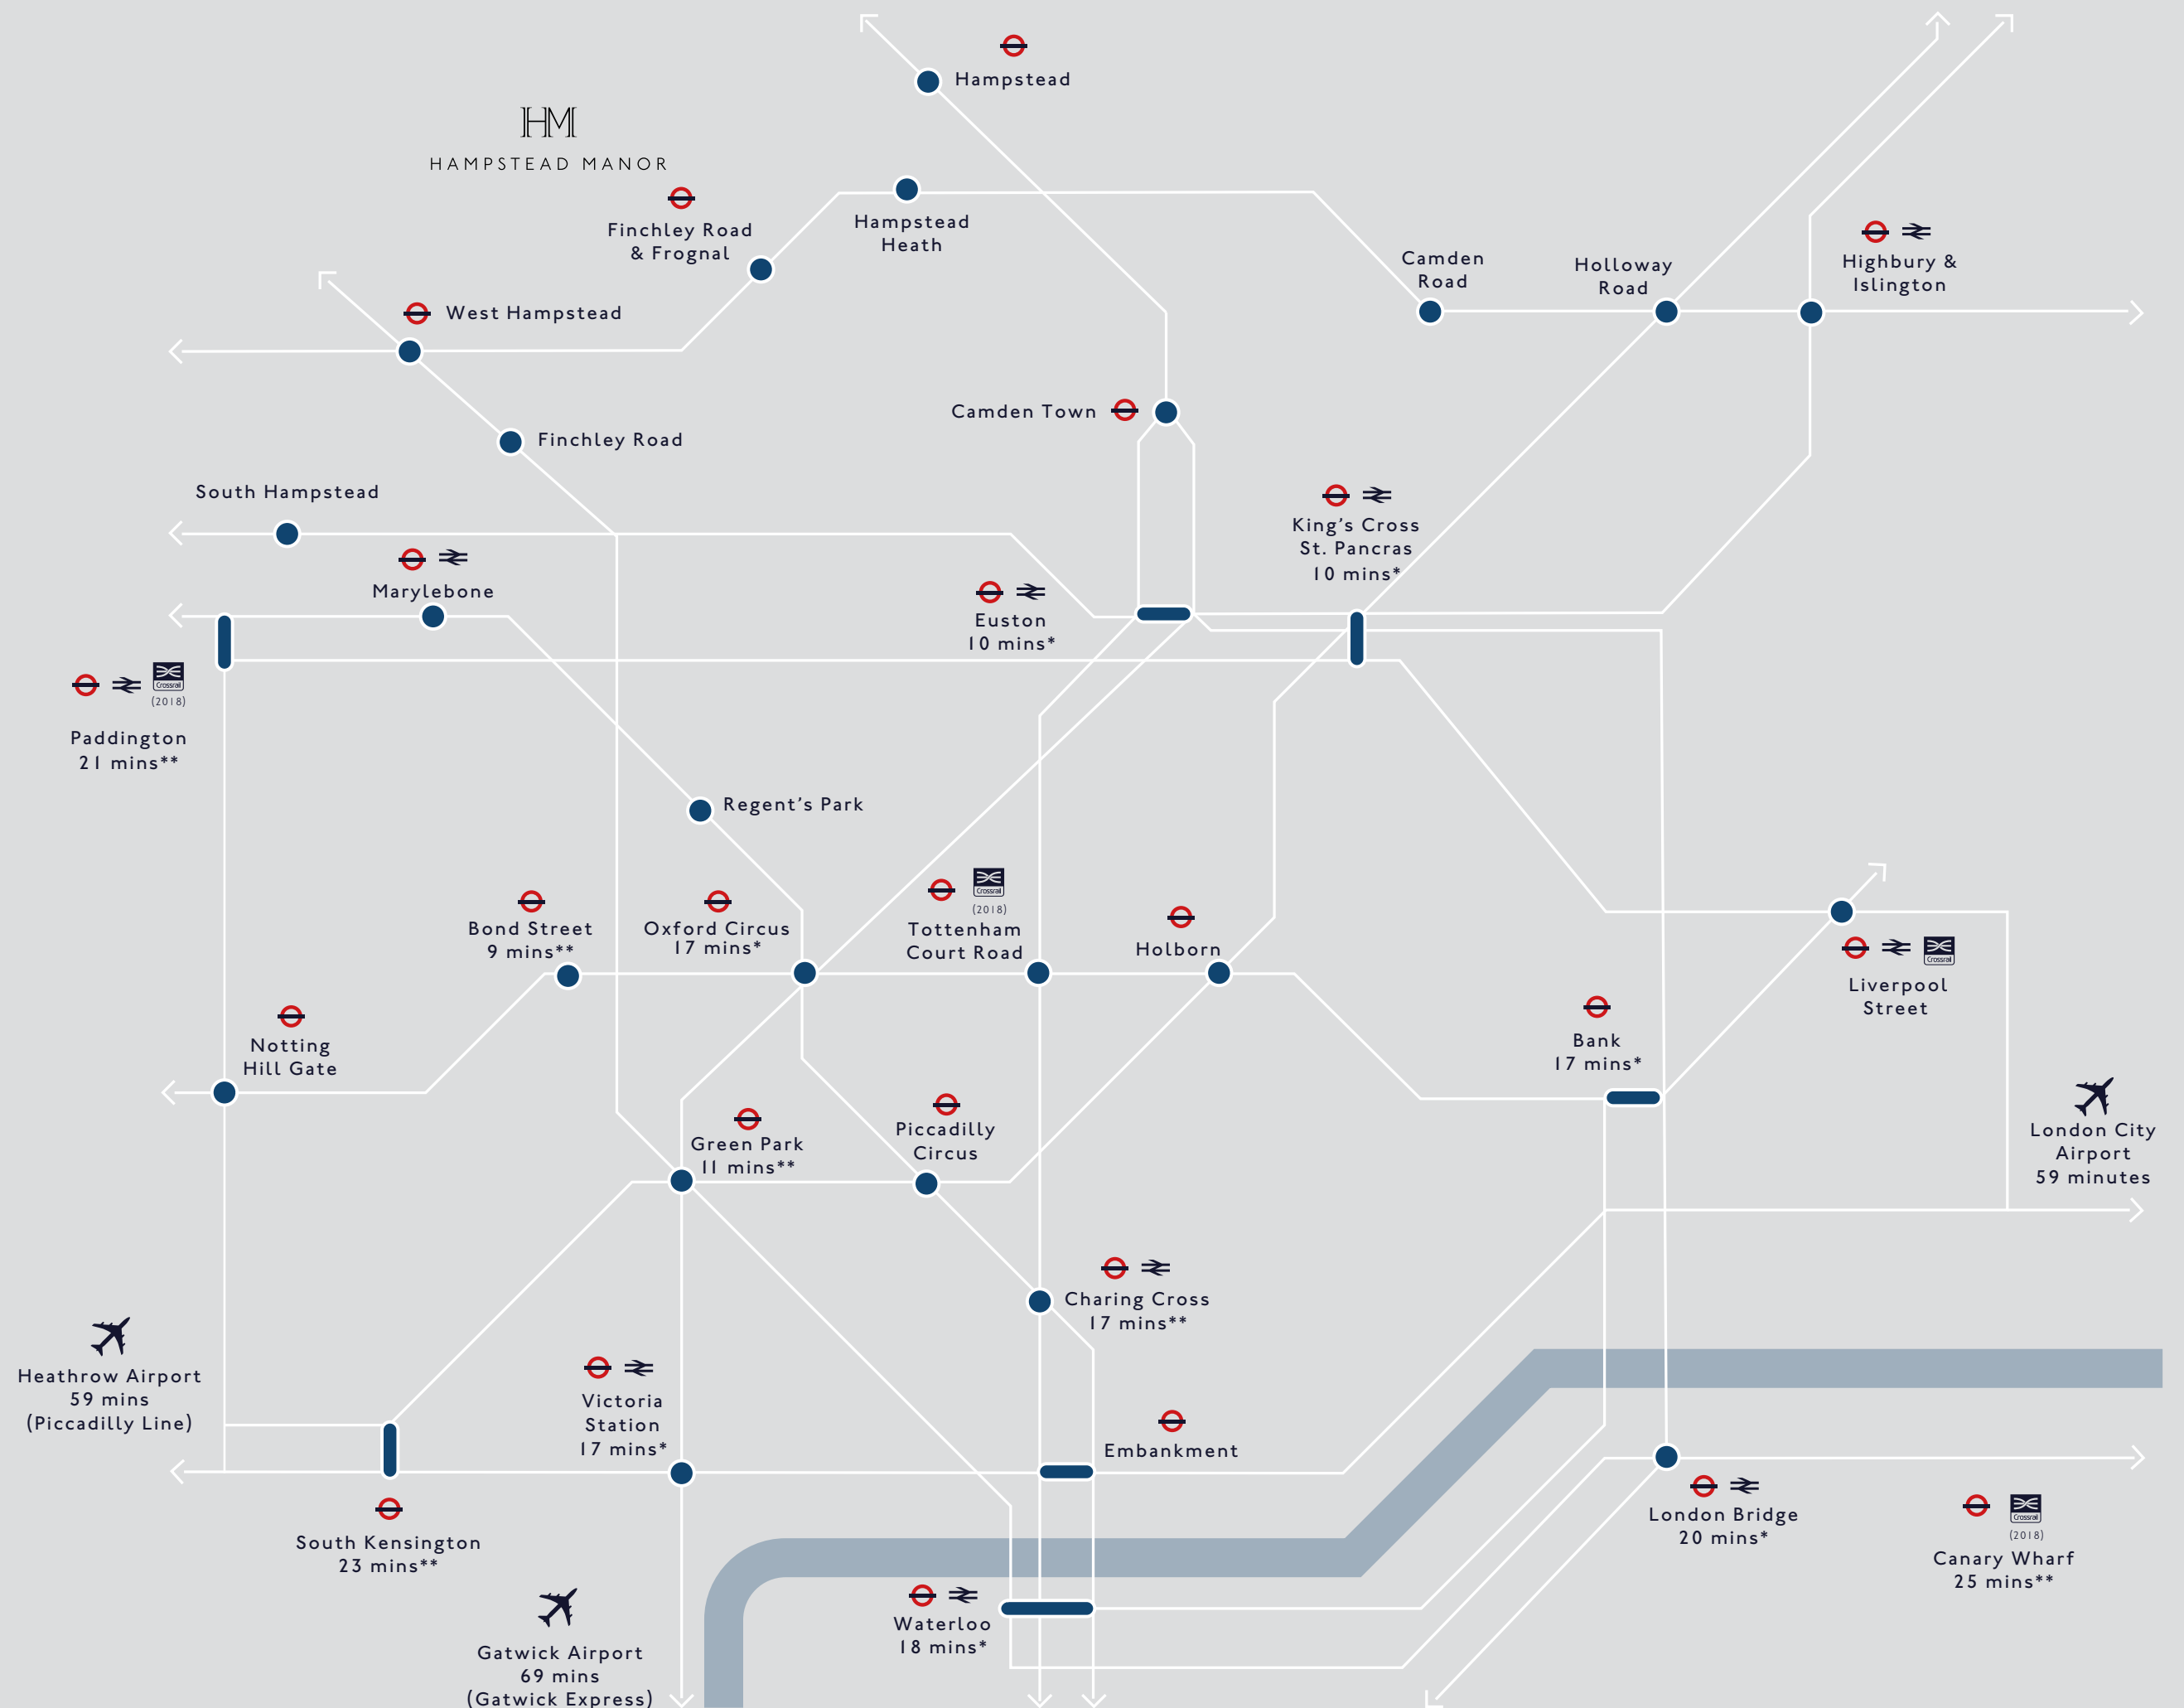 Hampstead
HM
HAMPSTEAD MANOR
Finchley Road
& Frognal
Hampstead
Heath
Camden
Road
Holloway
Road
Highbury &
Islington
West Hampstead
Camden Town
Finchley Road
South Hampstead
King's Cross
St. Pancras
10 mins*
Marylebone
Euston
10 mins*
Crossrail
(2018)
Paddington
21 mins**
Regent's Park
Bond Street
9 mins**
Oxford Circus
17 mins*
Crossrail
(2018)
Tottenham
Court Road
Holborn
Crossrail
Liverpool
Street
Notting
Hill Gate
Bank
17 mins*
Green Park
11 mins**
Piccadilly
Circus
London City
Airport
59 minutes
Charing Cross
17 mins**
Heathrow Airport
59 mins
(Piccadilly Line)
Victoria
Station
17 mins*
Embankment
South Kensington
23 mins**
London Bridge
20 mins*
Crossrail
(2018)
Canary Wharf
25 mins**
Waterloo
18 mins*
Gatwick Airport
69 mins
(Gatwick Express)